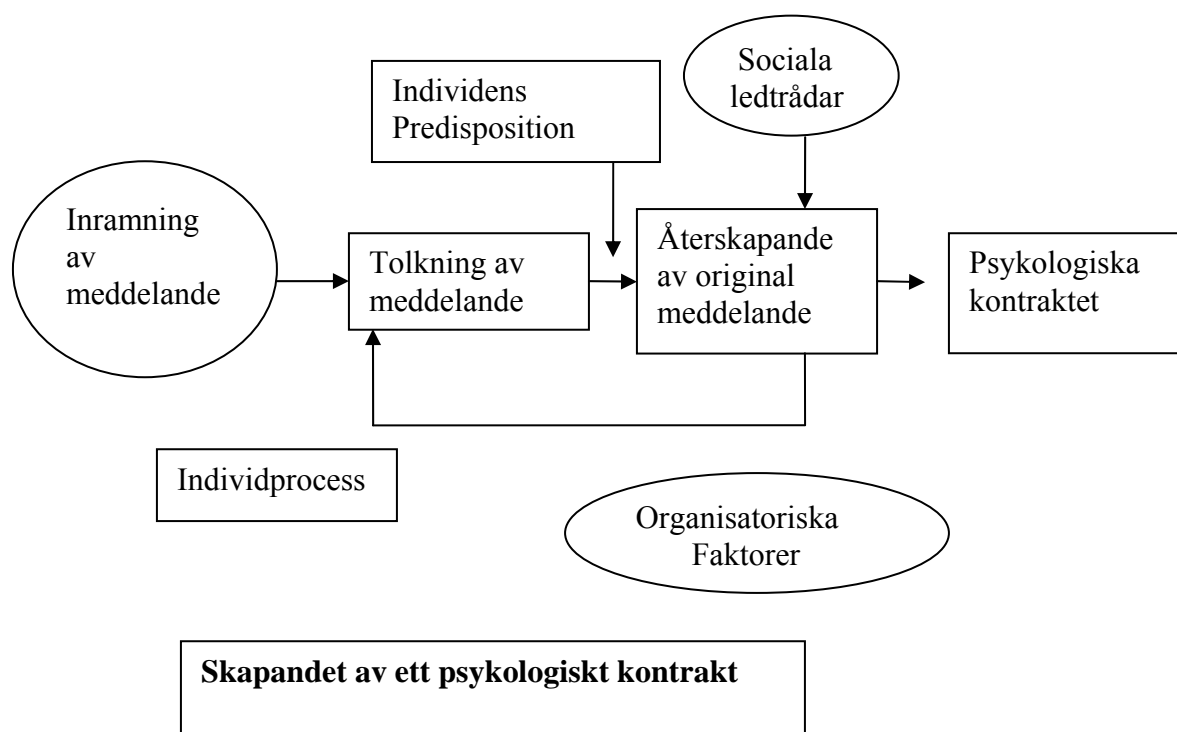 Sociala
ledtrådar
Individens
Predisposition
Inramning
av
meddelande
Tolkning av
meddelande
Återskapande
av original
meddelande
Psykologiska
kontraktet
Individprocess
Organisatoriska
Faktorer
Skapandet av ett psykologiskt kontrakt